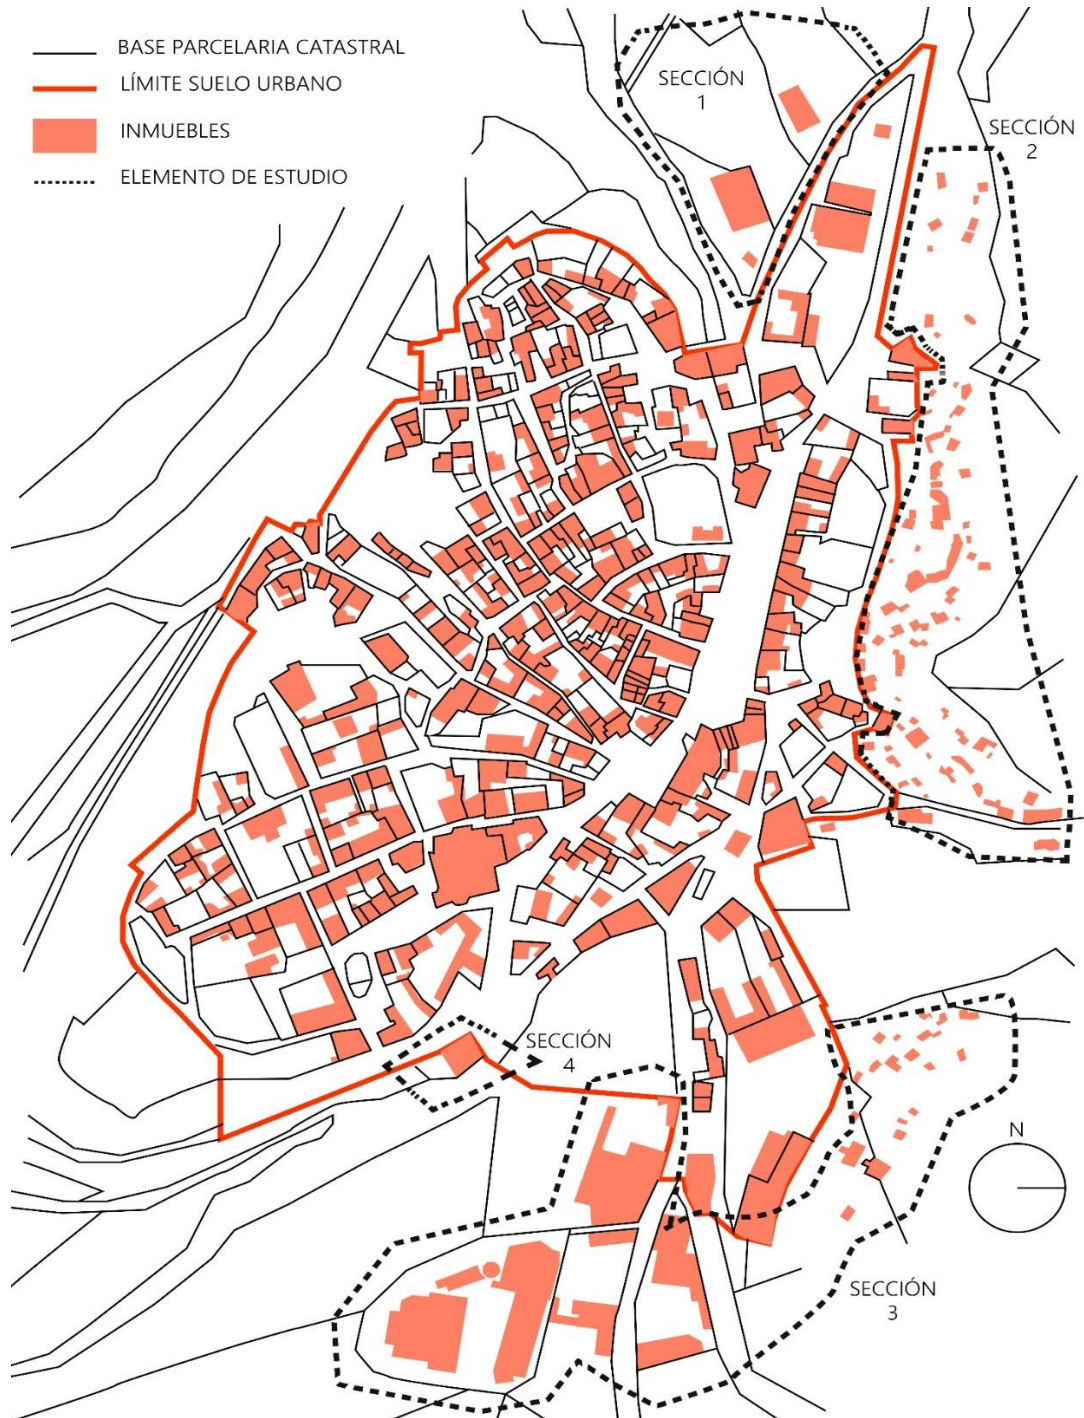 BASE PARCELARIA CATASTRAL
LÍMITE SUELO URBANO
INMUEBLES
ELEMENTO DE ESTUDIO
SECCIÓN
1
SECCIÓN
2
SECCIÓN
4
N
SECCIÓN
3